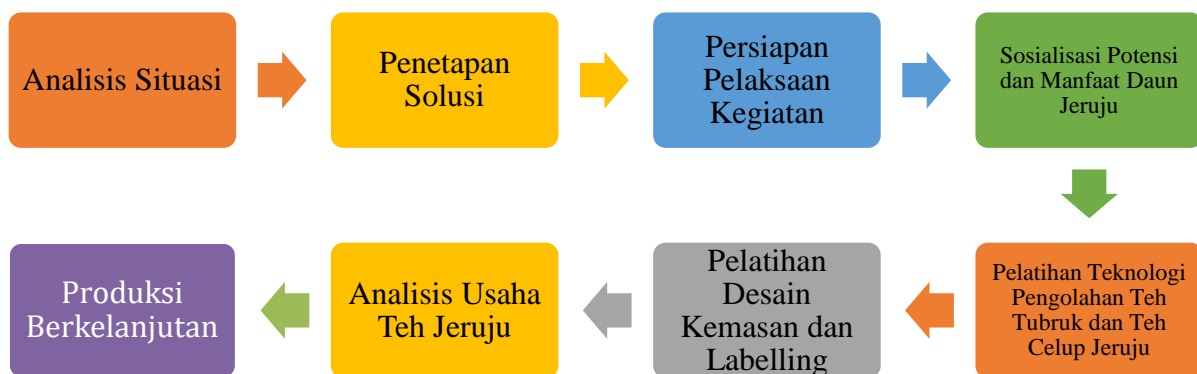 Analisis Situasi
Penetapan
Solusi
Persiapan
Pelaksaan
Kegiatan
Sosialisasi Potensi
dan Manfaat Daun
Jeruju
Pelatihan Teknologi
Pengolahan Teh
Tubruk dan Teh
Celup Jeruju
Pelatihan
Desain
Kemasan dan
Labelling
Analisis Usaha
Teh Jeruju
Produksi
Berkelanjutan